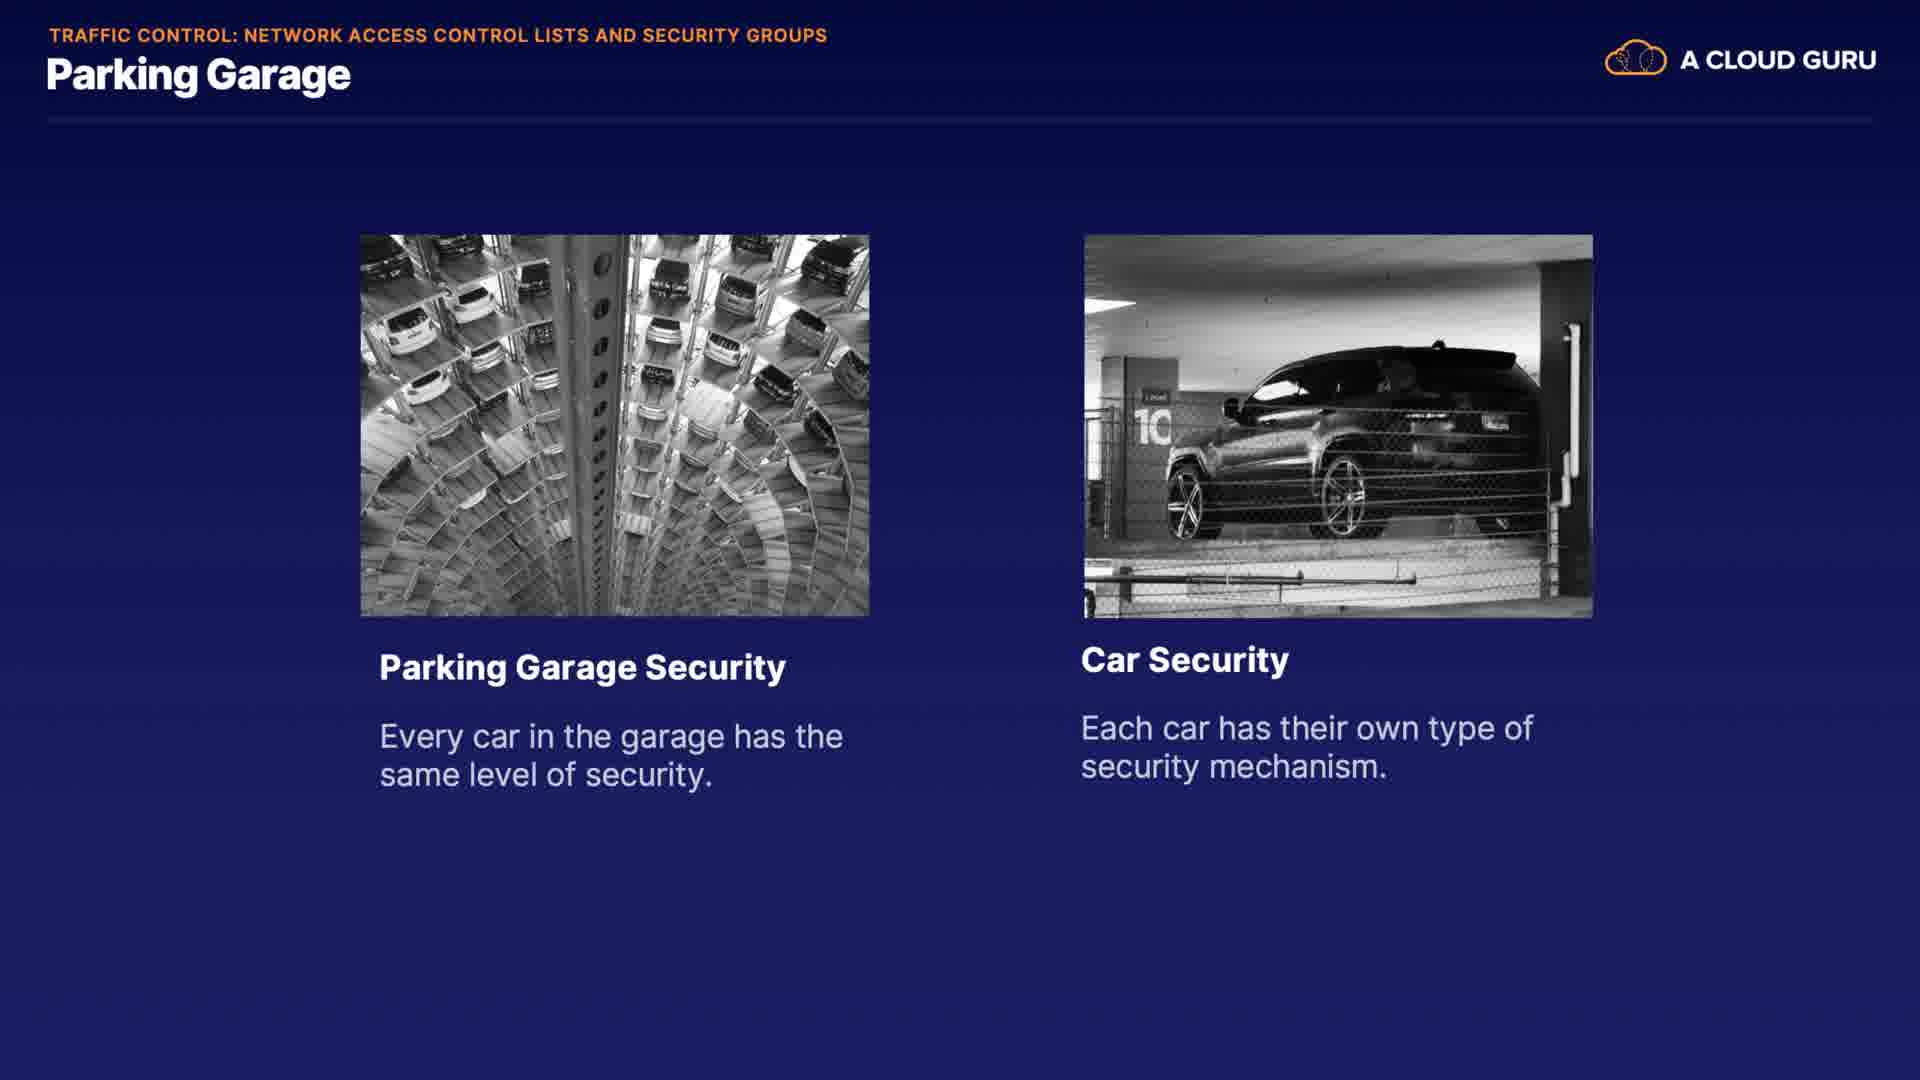 TRAFFIC CONTROL: NETWORK ACCESS CONTROL LISTS AND SECURITY GROUPS
Parking Garage
A CLOUD GURU
10
Parking Garage Security
Every car in the garage has the
same level of security.
Car Security
Each car has their own type of
security mechanism.